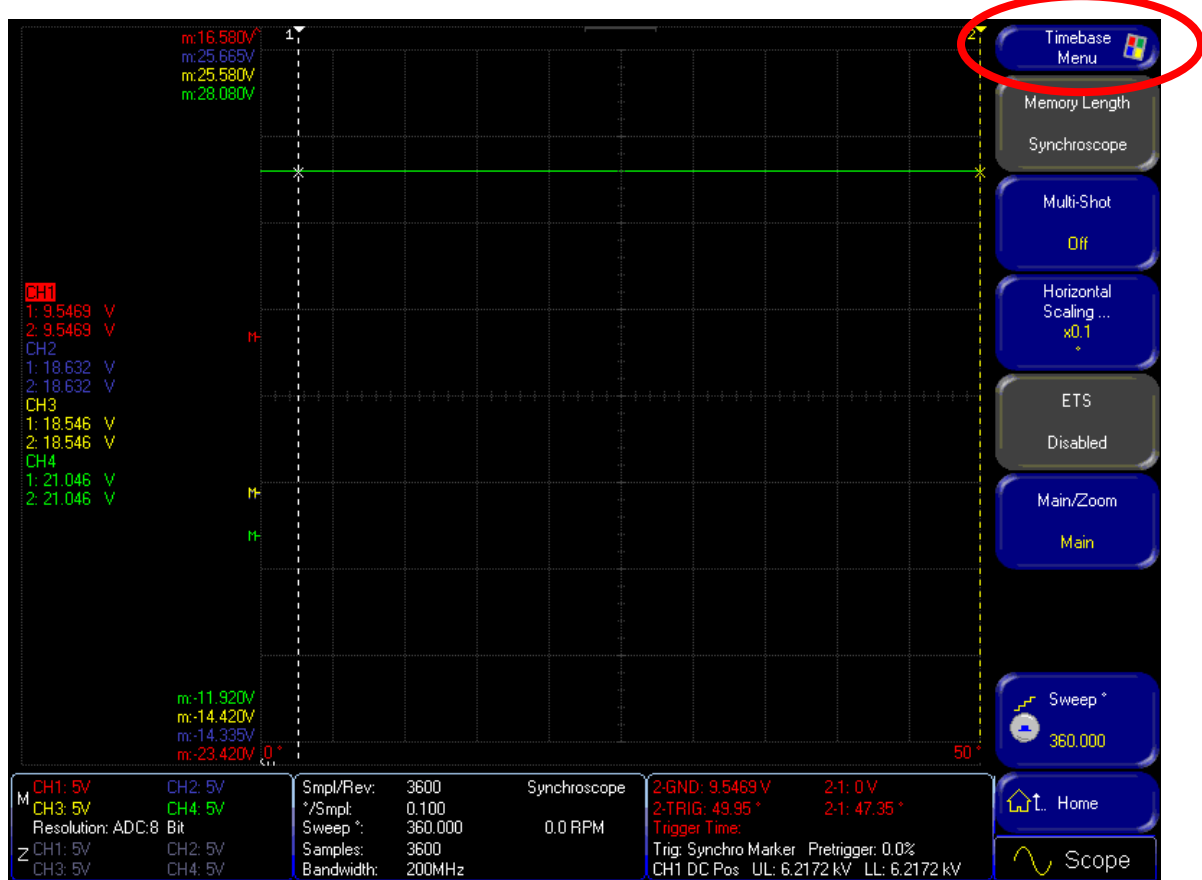 m:16.580V
m:25.665V
m:25.580V
m:28.080V
1
2
CH1
1: 9.5469 V
2: 9.5469 V
CH2
1: 18.632 V
2: 18.632 V
CH3
1: 18.546 V
2: 18.546 V
CH4
1: 21.046 V
2: 21.046 V
M
M
M
m:-11.920V
m:-14.420V
m:-14.335V
m:-23.420V
0 °
50 °
Timebase
Menu
Memory Length
Synchroscope
Multi-Shot
Off
Horizontal
Scaling ...
x0.1
°
ETS
Disabled
Main/Zoom
Main
Sweep °
360.000
Home
Scope
M CH1: 5V CH2: 5V
CH3: 5V CH4: 5V
Resolution: ADC:8 Bit
Z CH1: 5V CH2: 5V
CH3: 5V CH4: 5V
Smpl/Rev: 3600 Synchroscope
°/Smpl: 0.100
Sweep °: 360.000 0.0 RPM
Samples: 3600
Bandwidth: 200MHz
2-GND: 9.5469 V 2-1: 0 V
2-TRIG: 49.95 ° 2-1: 47.35 °
Trigger Time:
Trig: Synchro Marker Pretrigger: 0.0%
CH1 DC Pos UL: 6.2172 kV LL: 6.2172 kV